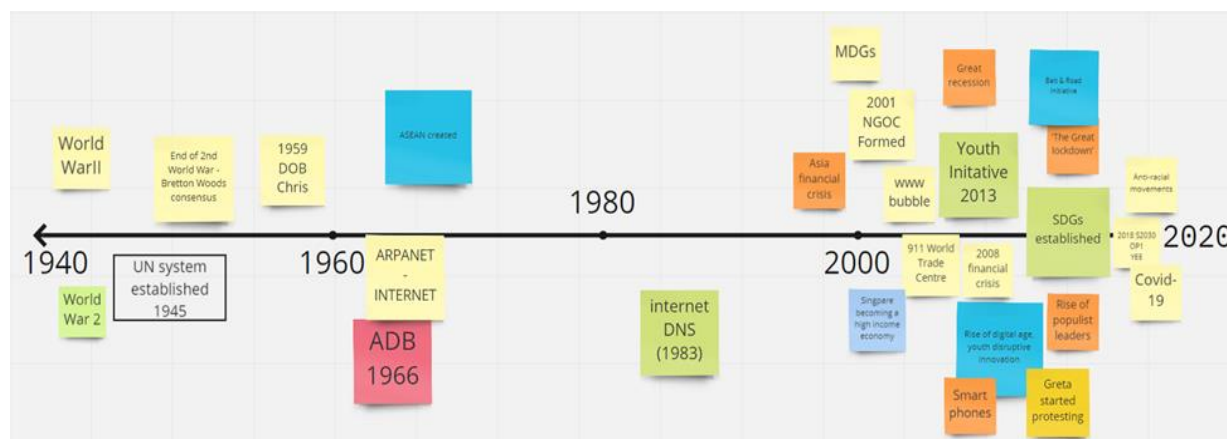 MDGs
Great
recession
Belt & Road
Initiative
2001
NGOC
Formed
ASEAN created
World
WarII
End of 2nd
World War -
Bretton Woods
consensus
1959
DOB
Chris
Asia
financial
crisis
www
bubble
Youth
Initative
2013
'The Great
lockdown'
Anti-racial
movements
1980
SDGs
established
1940
1960
2000
2020
UN system
established
1945
ARPANET
-
INTERNET
911 World
Trade
Centre
2008
financial
crisis
2018 S2030
OP1
YEE
Covid-
19
World
War 2
ADB
1966
internet
DNS
(1983)
Singpare
becoming a
high income
economy
Rise of digital age,
youth disruptive
innovation
Rise of
populist
leaders
Smart
phones
Greta
started
protesting